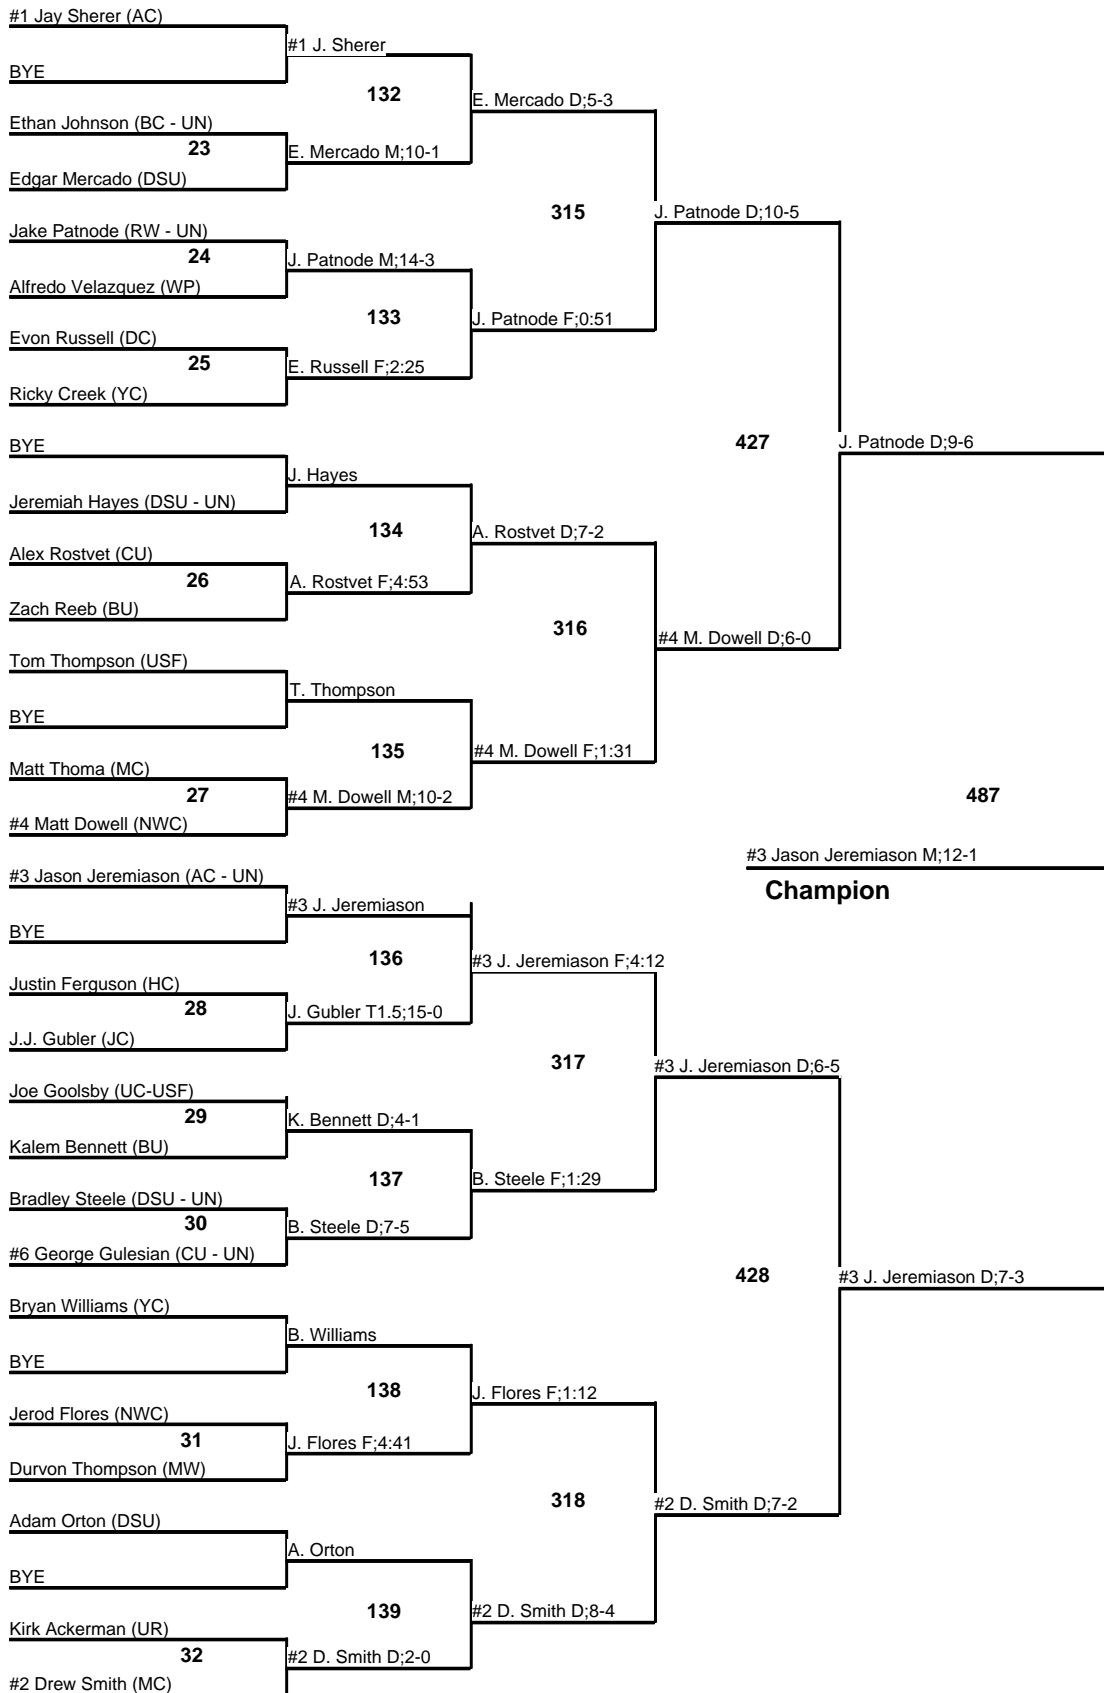 #1 Jay Sherer (AC)
#1 J. Sherer
BYE
132
E. Mercado D;5-3
Ethan Johnson (BC - UN)
23
E. Mercado M;10-1
Edgar Mercado (DSU)
315
J. Patnode D;10-5
Jake Patnode (RW - UN)
24
J. Patnode M;14-3
Alfredo Velazquez (WP)
133
J. Patnode F;0:51
Evon Russell (DC)
25
E. Russell F;2:25
Ricky Creek (YC)
427
J. Patnode D;9-6
BYE
J. Hayes
Jeremiah Hayes (DSU - UN)
134
A. Rostvet D;7-2
Alex Rostvet (CU)
26
A. Rostvet F;4:53
Zach Reeb (BU)
316
#4 M. Dowell D;6-0
Tom Thompson (USF)
T. Thompson
BYE
135
#4 M. Dowell F;1:31
Matt Thoma (MC)
27
#4 M. Dowell M;10-2
487
#4 Matt Dowell (NWC)
#3 Jason Jeremiason M;12-1
Champion
#3 Jason Jeremiason (AC - UN)
#3 J. Jeremiason
BYE
136
#3 J. Jeremiason F;4:12
Justin Ferguson (HC)
28
J. Gubler T1.5;15-0
J.J. Gubler (JC)
317
#3 J. Jeremiason D;6-5
Joe Goolsby (UC-USF)
29
K. Bennett D;4-1
Kalem Bennett (BU)
137
B. Steele F;1:29
Bradley Steele (DSU - UN)
30
B. Steele D;7-5
#6 George Gulesian (CU - UN)
428
#3 J. Jeremiason D;7-3
Bryan Williams (YC)
B. Williams
BYE
138
J. Flores F;1:12
Jerod Flores (NWC)
31
J. Flores F;4:41
Durvon Thompson (MW)
318
#2 D. Smith D;7-2
Adam Orton (DSU)
A. Orton
BYE
139
#2 D. Smith D;8-4
Kirk Ackerman (UR)
32
#2 D. Smith D;2-0
#2 Drew Smith (MC)